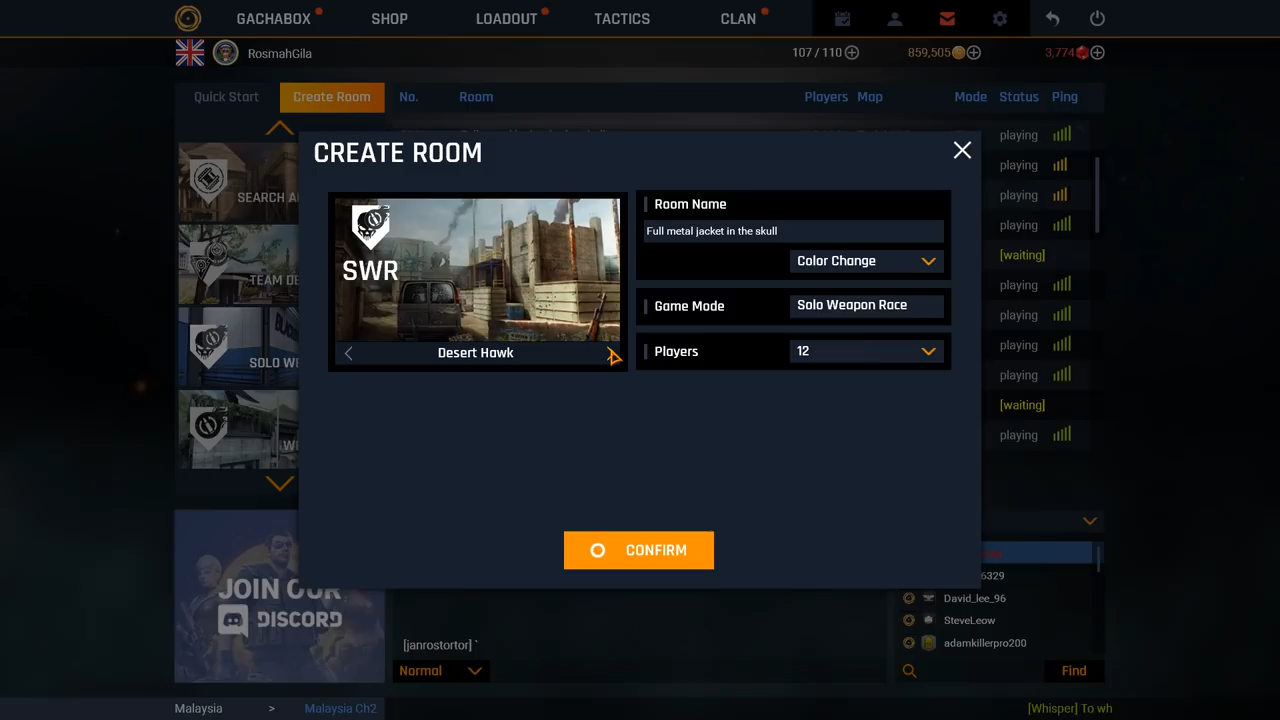 GACHABOX SHOP LOADOUT TACTICS CLAN
RosmahGila 107 / 110 859,505 3,774
Quick Start Create Room No. Room Players Map Mode Status Ping
CREATE ROOM
SWR
Desert Hawk
Room Name
Full metal jacket in the skull
Color Change
Game Mode Solo Weapon Race
Players 12
CONFIRM
SEARCH A
TEAM DE
SOLO WE
playing
playing
playing
playing
[waiting]
playing
playing
playing
playing
[waiting]
playing
JOIN OUR
DISCORD
[janrostortor] `
Normal
6329
David_lee_96
SteveLeow
adamkillerpro200
Find
Malaysia > Malaysia Ch2
[Whisper] To wh